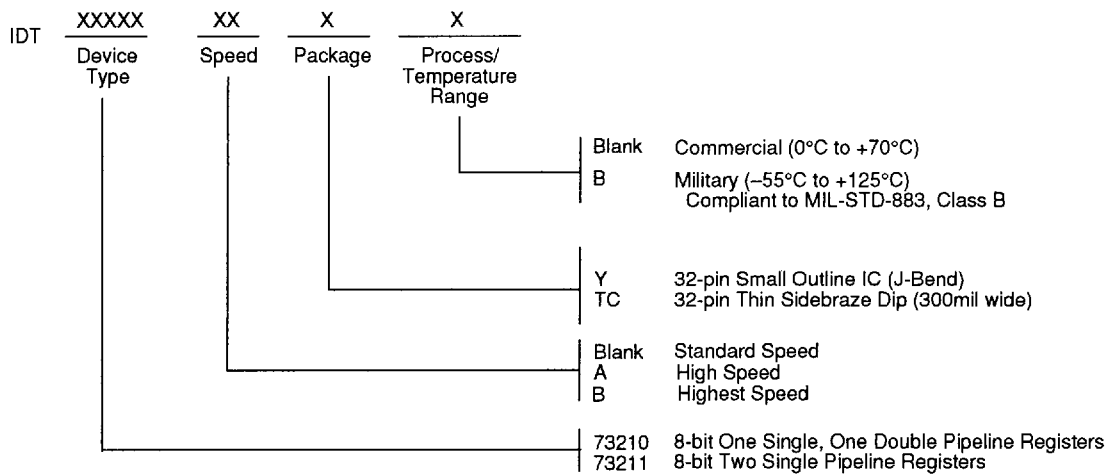 IDT XXXXX XX X X
Device Type
Speed
Package
Process/
Temperature
Range
Blank Commercial (0°C to +70°C)
B Military (–55°C to +125°C)
Compliant to MIL-STD-883, Class B
Y 32-pin Small Outline IC (J-Bend)
TC 32-pin Thin Sidebraze Dip (300mil wide)
Blank Standard Speed
A High Speed
B Highest Speed
73210 8-bit One Single, One Double Pipeline Registers
73211 8-bit Two Single Pipeline Registers